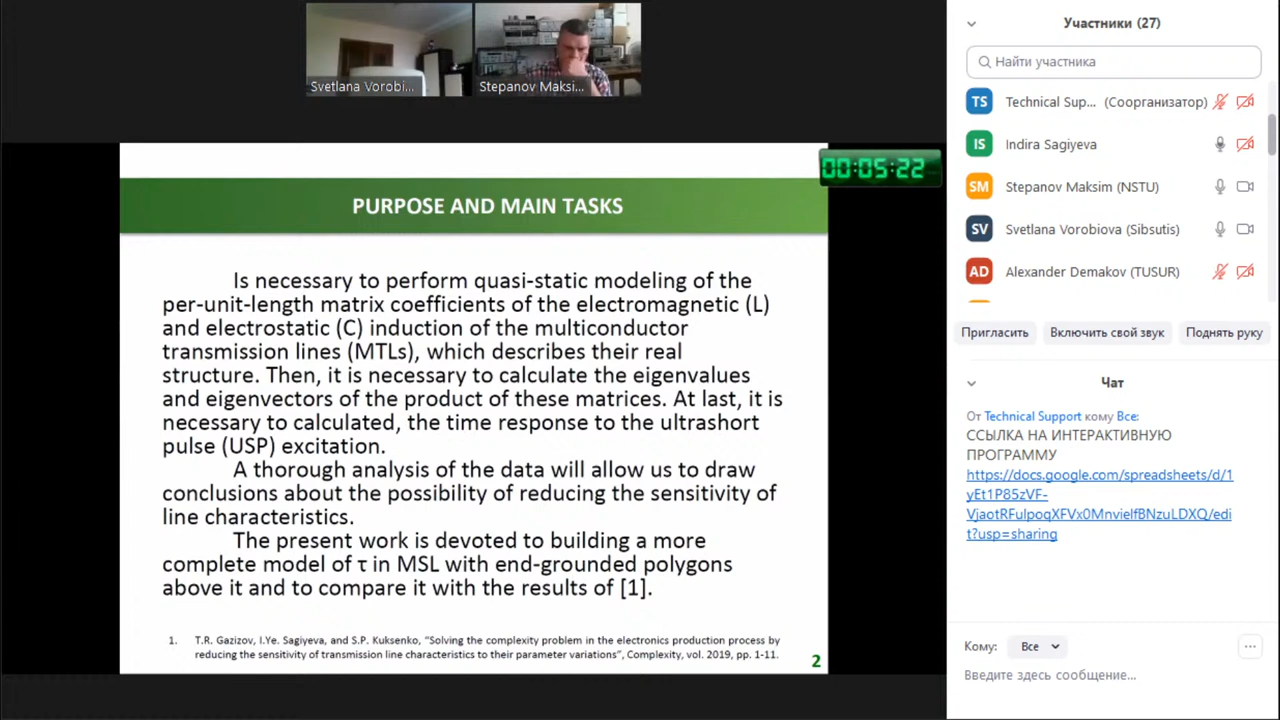 Svetlana Vorobi...
Stepanov Maksi...
00:05:22
PURPOSE AND MAIN TASKS
Is necessary to perform quasi-static modeling of the
per-unit-length matrix coefficients of the electromagnetic (L)
and electrostatic (C) induction of the multiconductor
transmission lines (MTLs), which describes their real
structure. Then, it is necessary to calculate the eigenvalues
and eigenvectors of the product of these matrices. At last, it is
necessary to calculated, the time response to the ultrashort
pulse (USP) excitation.
A thorough analysis of the data will allow us to draw
conclusions about the possibility of reducing the sensitivity of
line characteristics.
The present work is devoted to building a more
complete model of τ in MSL with end-grounded polygons
above it and to compare it with the results of [1].
1. T.R. Gazizov, I.Ye. Sagiyeva, and S.P. Kuksenko, “Solving the complexity problem in the electronics production process by
reducing the sensitivity of transmission line characteristics to their parameter variations”, Complexity, vol. 2019, pp. 1-11.
2
Участники (27)
Найти участника
TS Technical Sup... (Соорганизатор)
IS Indira Sagiyeva
SM Stepanov Maksim (NSTU)
SV Svetlana Vorobiova (Sibsutis)
AD Alexander Demakov (TUSUR)
Пригласить Включить свой звук Поднять руку
Чат
От Technical Support кому Все:
ССЫЛКА НА ИНТЕРАКТИВНУЮ
ПРОГРАММУ
https://docs.google.com/spreadsheets/d/1
yEt1P85zVF-
VjaotRFulpoqXFVx0MnvielfBNzuLDXQ/edi
t?usp=sharing
Кому: Все
Введите здесь сообщение...